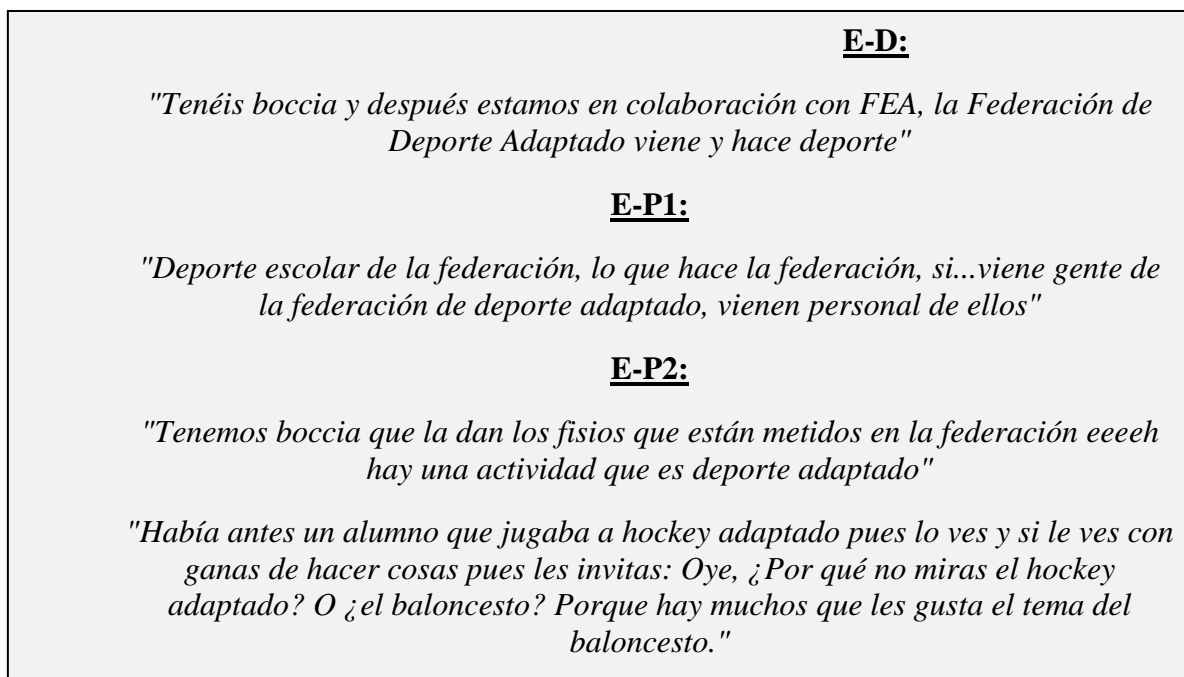 E-D:
"Tenéis boccia y después estamos en colaboración con FEA, la Federación de
Deporte Adaptado viene y hace deporte"
E-P1:
"Deporte escolar de la federación, lo que hace la federación, si...viene gente de
la federación de deporte adaptado, vienen personal de ellos"
E-P2:
"Tenemos boccia que la dan los fisios que están metidos en la federación eeeeh
hay una actividad que es deporte adaptado"
"Había antes un alumno que jugaba a hockey adaptado pues lo ves y si le ves con
ganas de hacer cosas pues les invitas: Oye, ¿Por qué no miras el hockey
adaptado? O ¿el baloncesto? Porque hay muchos que les gusta el tema del
baloncesto."